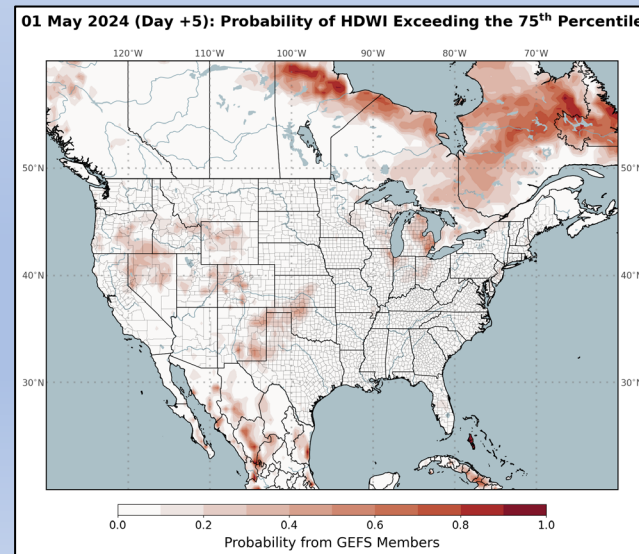 01 May 2024 (Day +5): Probability of HDWI Exceeding the 75th Percentile
120°W 110°W 100°W 90°W 80°W 70°W
50°N 50°N
40°N 40°N
30°N 30°N
0.0 0.2 0.4 0.6 0.8 1.0
Probability from GEFS Members